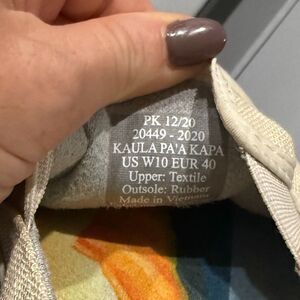 PK 12/20
20449 - 2020
KAULA PA'A KAPA
US W10 EUR 40
Upper: Textile
Outsole: Rubber
Made in Vietnam